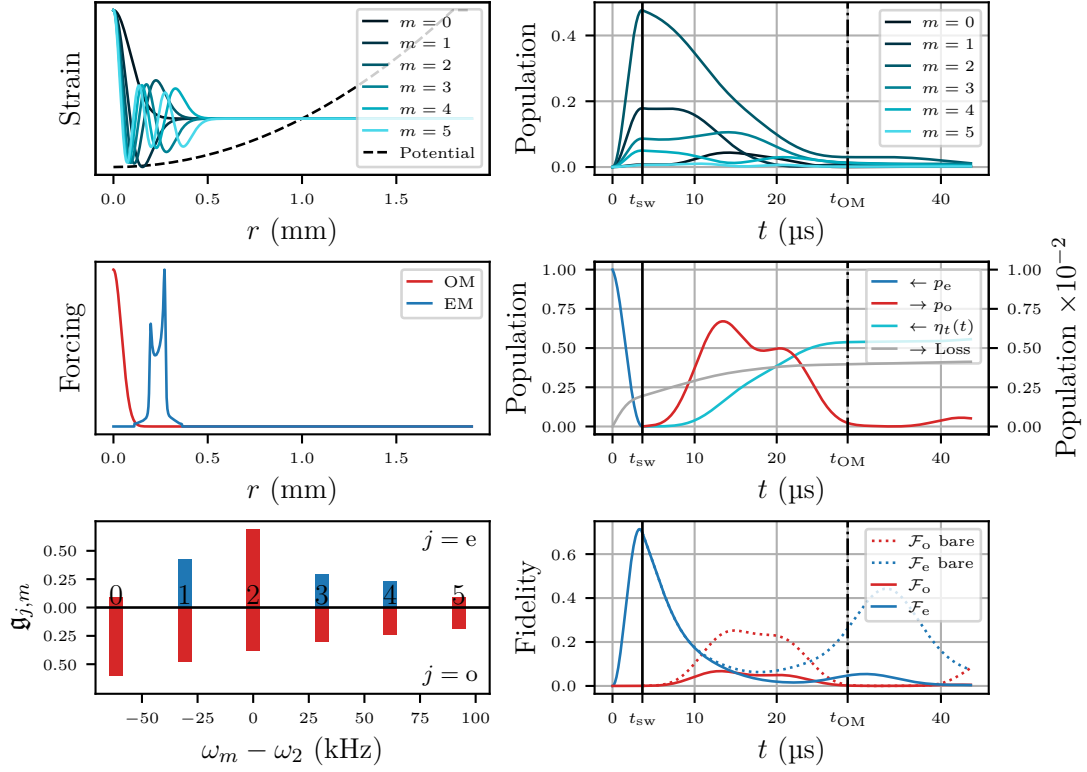 Strain
m = 0
m = 1
m = 2
m = 3
m = 4
m = 5
Potential
0.0 0.5 1.0 1.5
r (mm)
Population
0.4
0.2
0.0
m = 0
m = 1
m = 2
m = 3
m = 4
m = 5
0 t_sw 10 20 t_OM 40
t (µs)
Forcing
OM
EM
0.0 0.5 1.0 1.5
r (mm)
Population
1.00
0.75
0.50
0.25
0.00
← p_e
→ p_o
← η_t(t)
→ Loss
1.00
0.75
0.50
0.25
0.00
Population ×10⁻²
0 t_sw 10 20 t_OM 40
t (µs)
𝔤_{j,m}
0.50
0.25
0.00
0.25
0.50
j = e
0 1 2 3 4 5
j = o
−50 −25 0 25 50 75 100
ω_m − ω_2 (kHz)
Fidelity
0.6
0.4
0.2
0.0
ℱ_o bare
ℱ_e bare
ℱ_o
ℱ_e
0 t_sw 10 20 t_OM 40
t (µs)